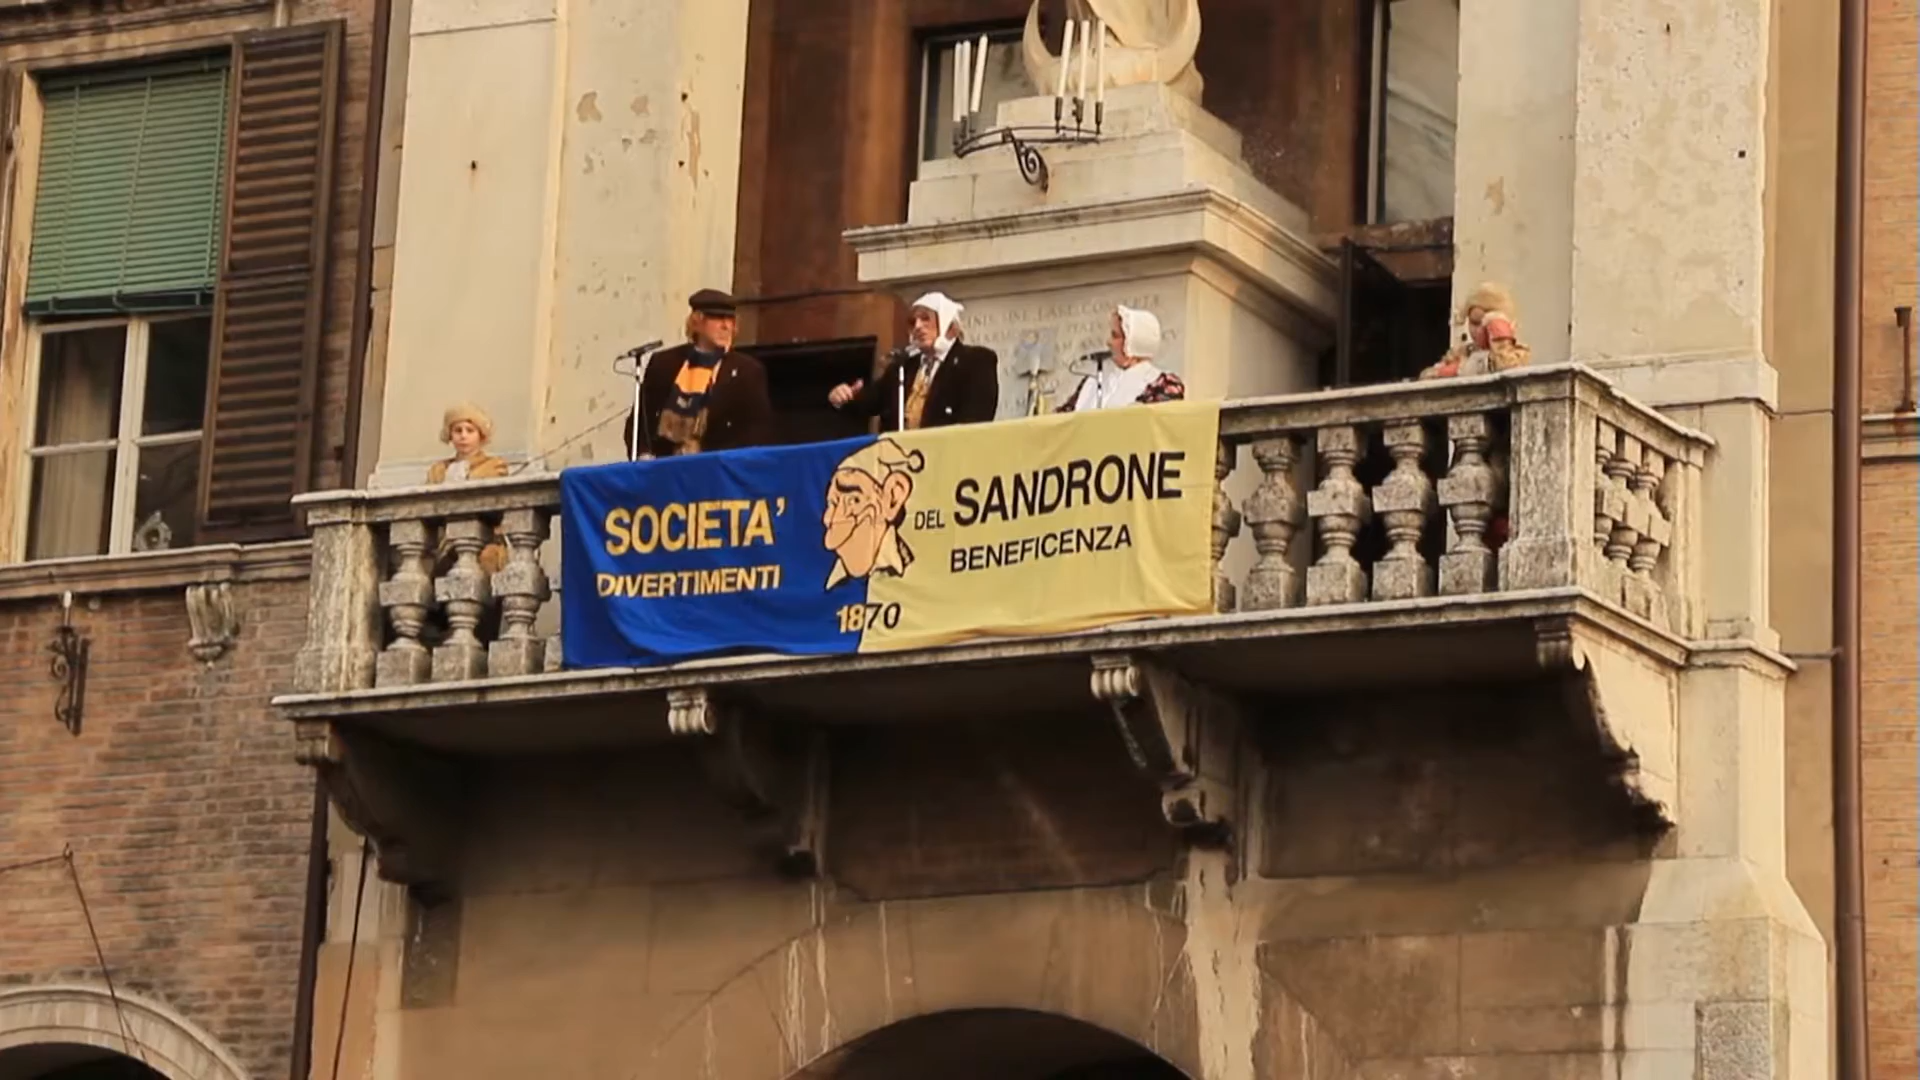 SOCIETA'
DIVERTIMENTI
DEL SANDRONE
BENEFICENZA
1870